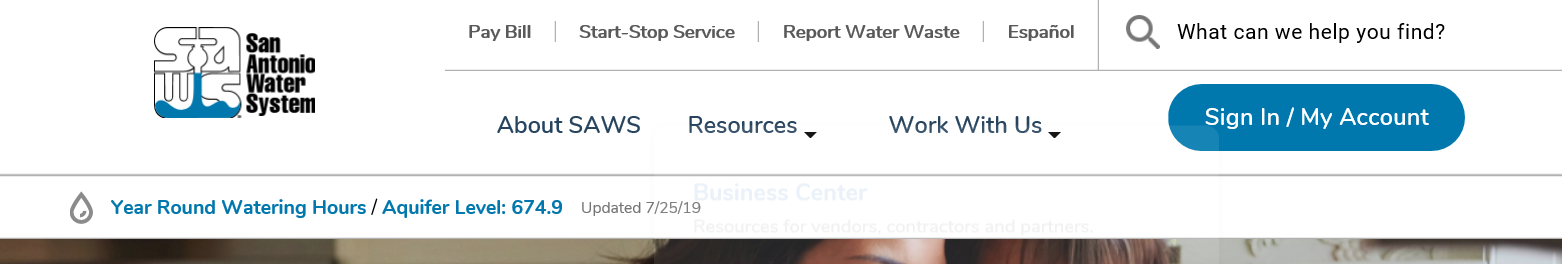 San
Antonio
Water
System
Pay Bill
Start-Stop Service
Report Water Waste
Español
What can we help you find?
About SAWS
Resources
Work With Us
Sign In / My Account
Business Center
Resources for vendors, contractors and partners.
Year Round Watering Hours / Aquifer Level: 674.9 Updated 7/25/19